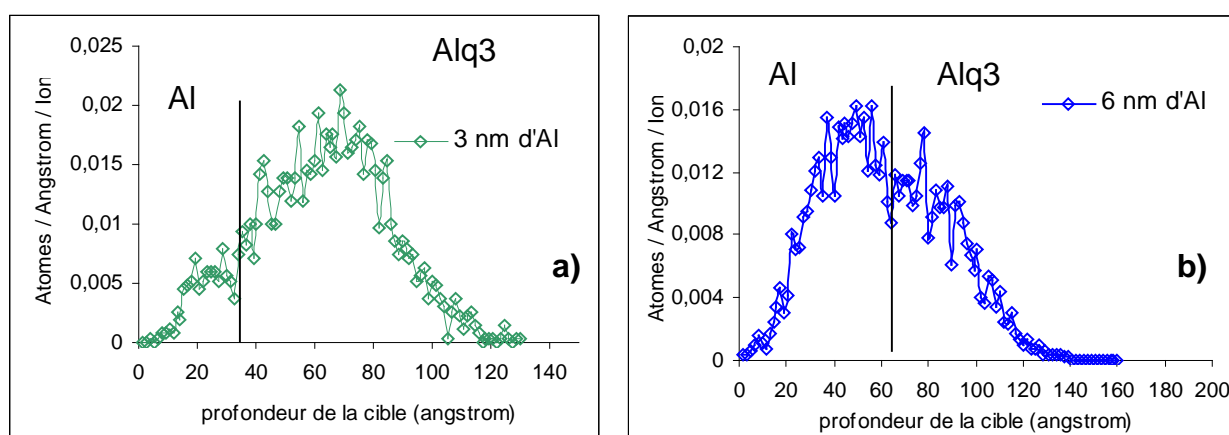 Atomes / Angstrom / Ion
0,025
0,02
0,015
0,01
0,005
0
Al
Alq3
3 nm d'Al
a)
0 20 40 60 80 100 120 140
profondeur de la cible (angstrom)
Atomes / Angstrom / Ion
0,02
0,016
0,012
0,008
0,004
0
Al
Alq3
6 nm d'Al
b)
0 20 40 60 80 100 120 140 160 180 200
profondeur de la cible (angstrom)